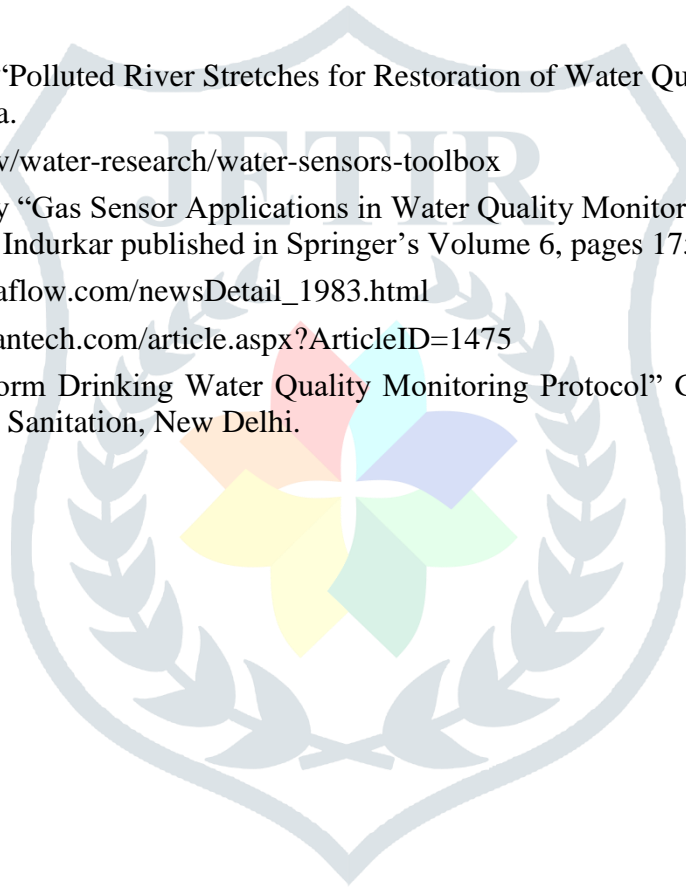 “Polluted River Stretches for Restoration of Water Qu
a.
v/water-research/water-sensors-toolbox
y “Gas Sensor Applications in Water Quality Monitor
Indurkar published in Springer’s Volume 6, pages 17
aflow.com/newsDetail_1983.html
antech.com/article.aspx?ArticleID=1475
orm Drinking Water Quality Monitoring Protocol”
Sanitation, New Delhi.
JETIR